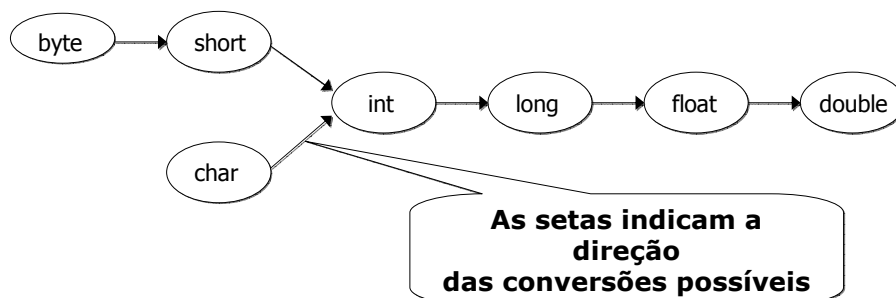 byte
short
int
long
float
double
char
As setas indicam a
direção
das conversões possíveis